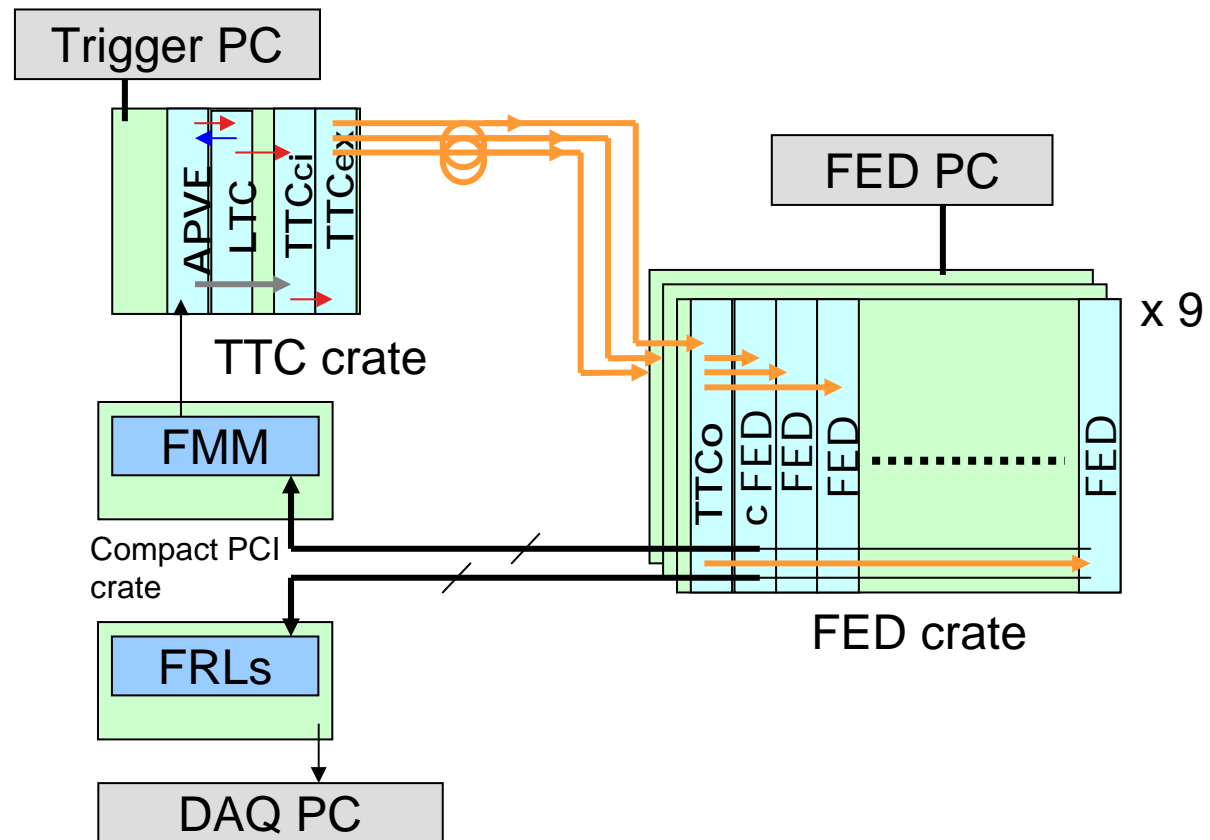 Trigger PC
APVE
LTC
TTCci
TTCex
TTC crate
FED PC
x 9
TTCo
c FED
FED
FED
FED
FED crate
FMM
Compact PCI
crate
FRLs
DAQ PC